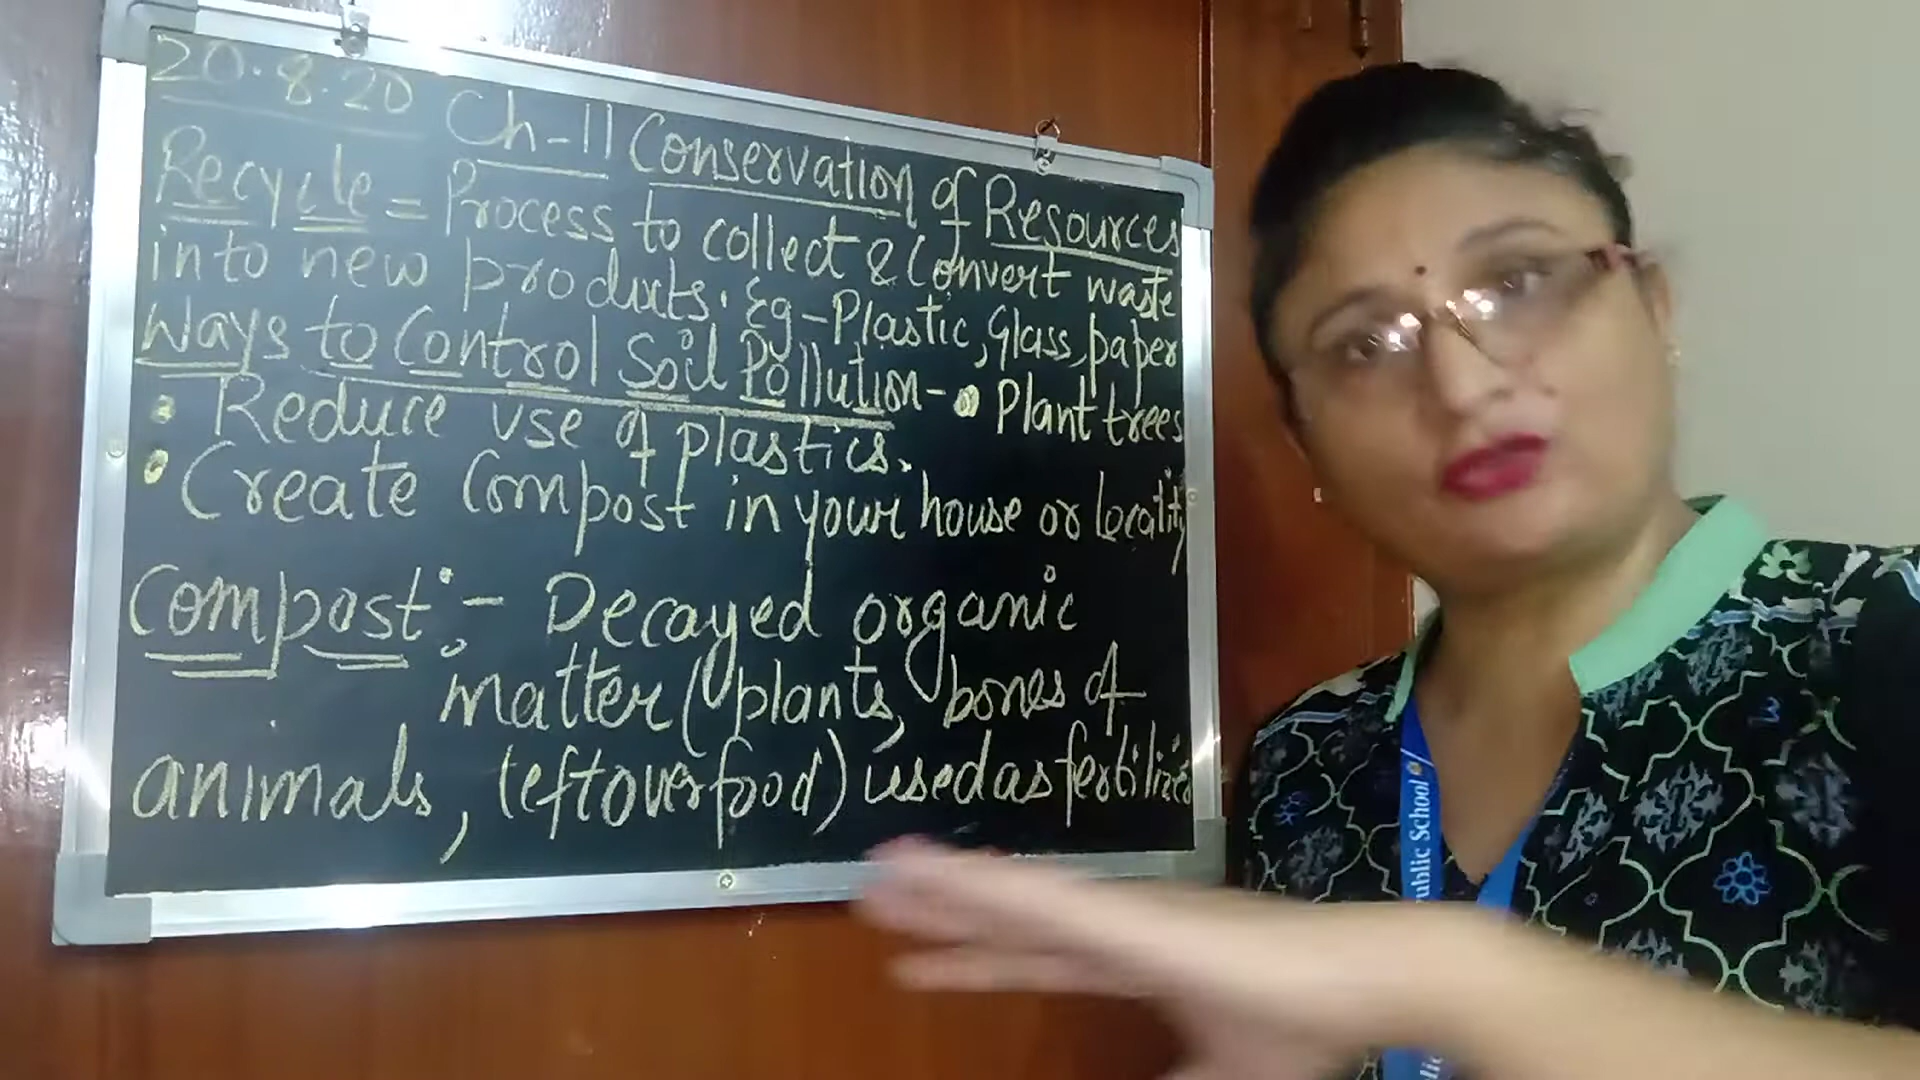 20.8.20
Ch-11 Conservation of Resources
Recycle = Process to collect & Convert waste
into new products. Eg-Plastic, Glass, paper
Ways to Control Soil Pollution- • Plant trees
• Reduce use of plastics.
• Create Compost in your house or locality
Compost:- Decayed organic
matter (plants, bones of
animals, leftover food) used as fertilizer
ublic School